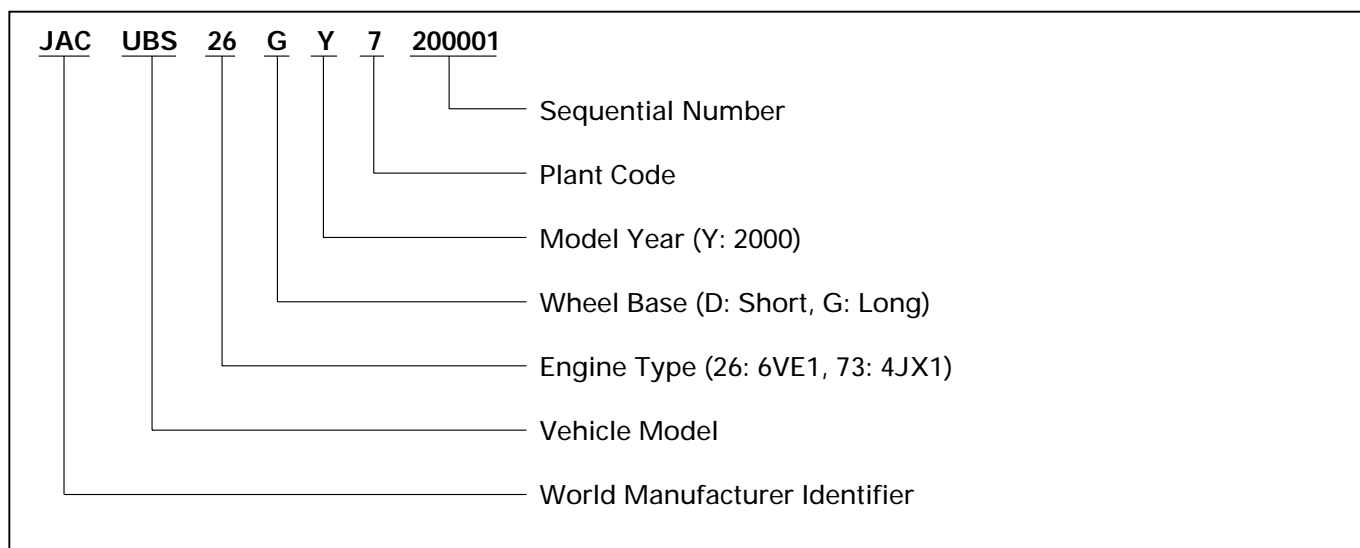 JAC UBS 26 G Y 7 200001
Sequential Number
Plant Code
Model Year (Y: 2000)
Wheel Base (D: Short, G: Long)
Engine Type (26: 6VE1, 73: 4JX1)
Vehicle Model
World Manufacturer Identifier